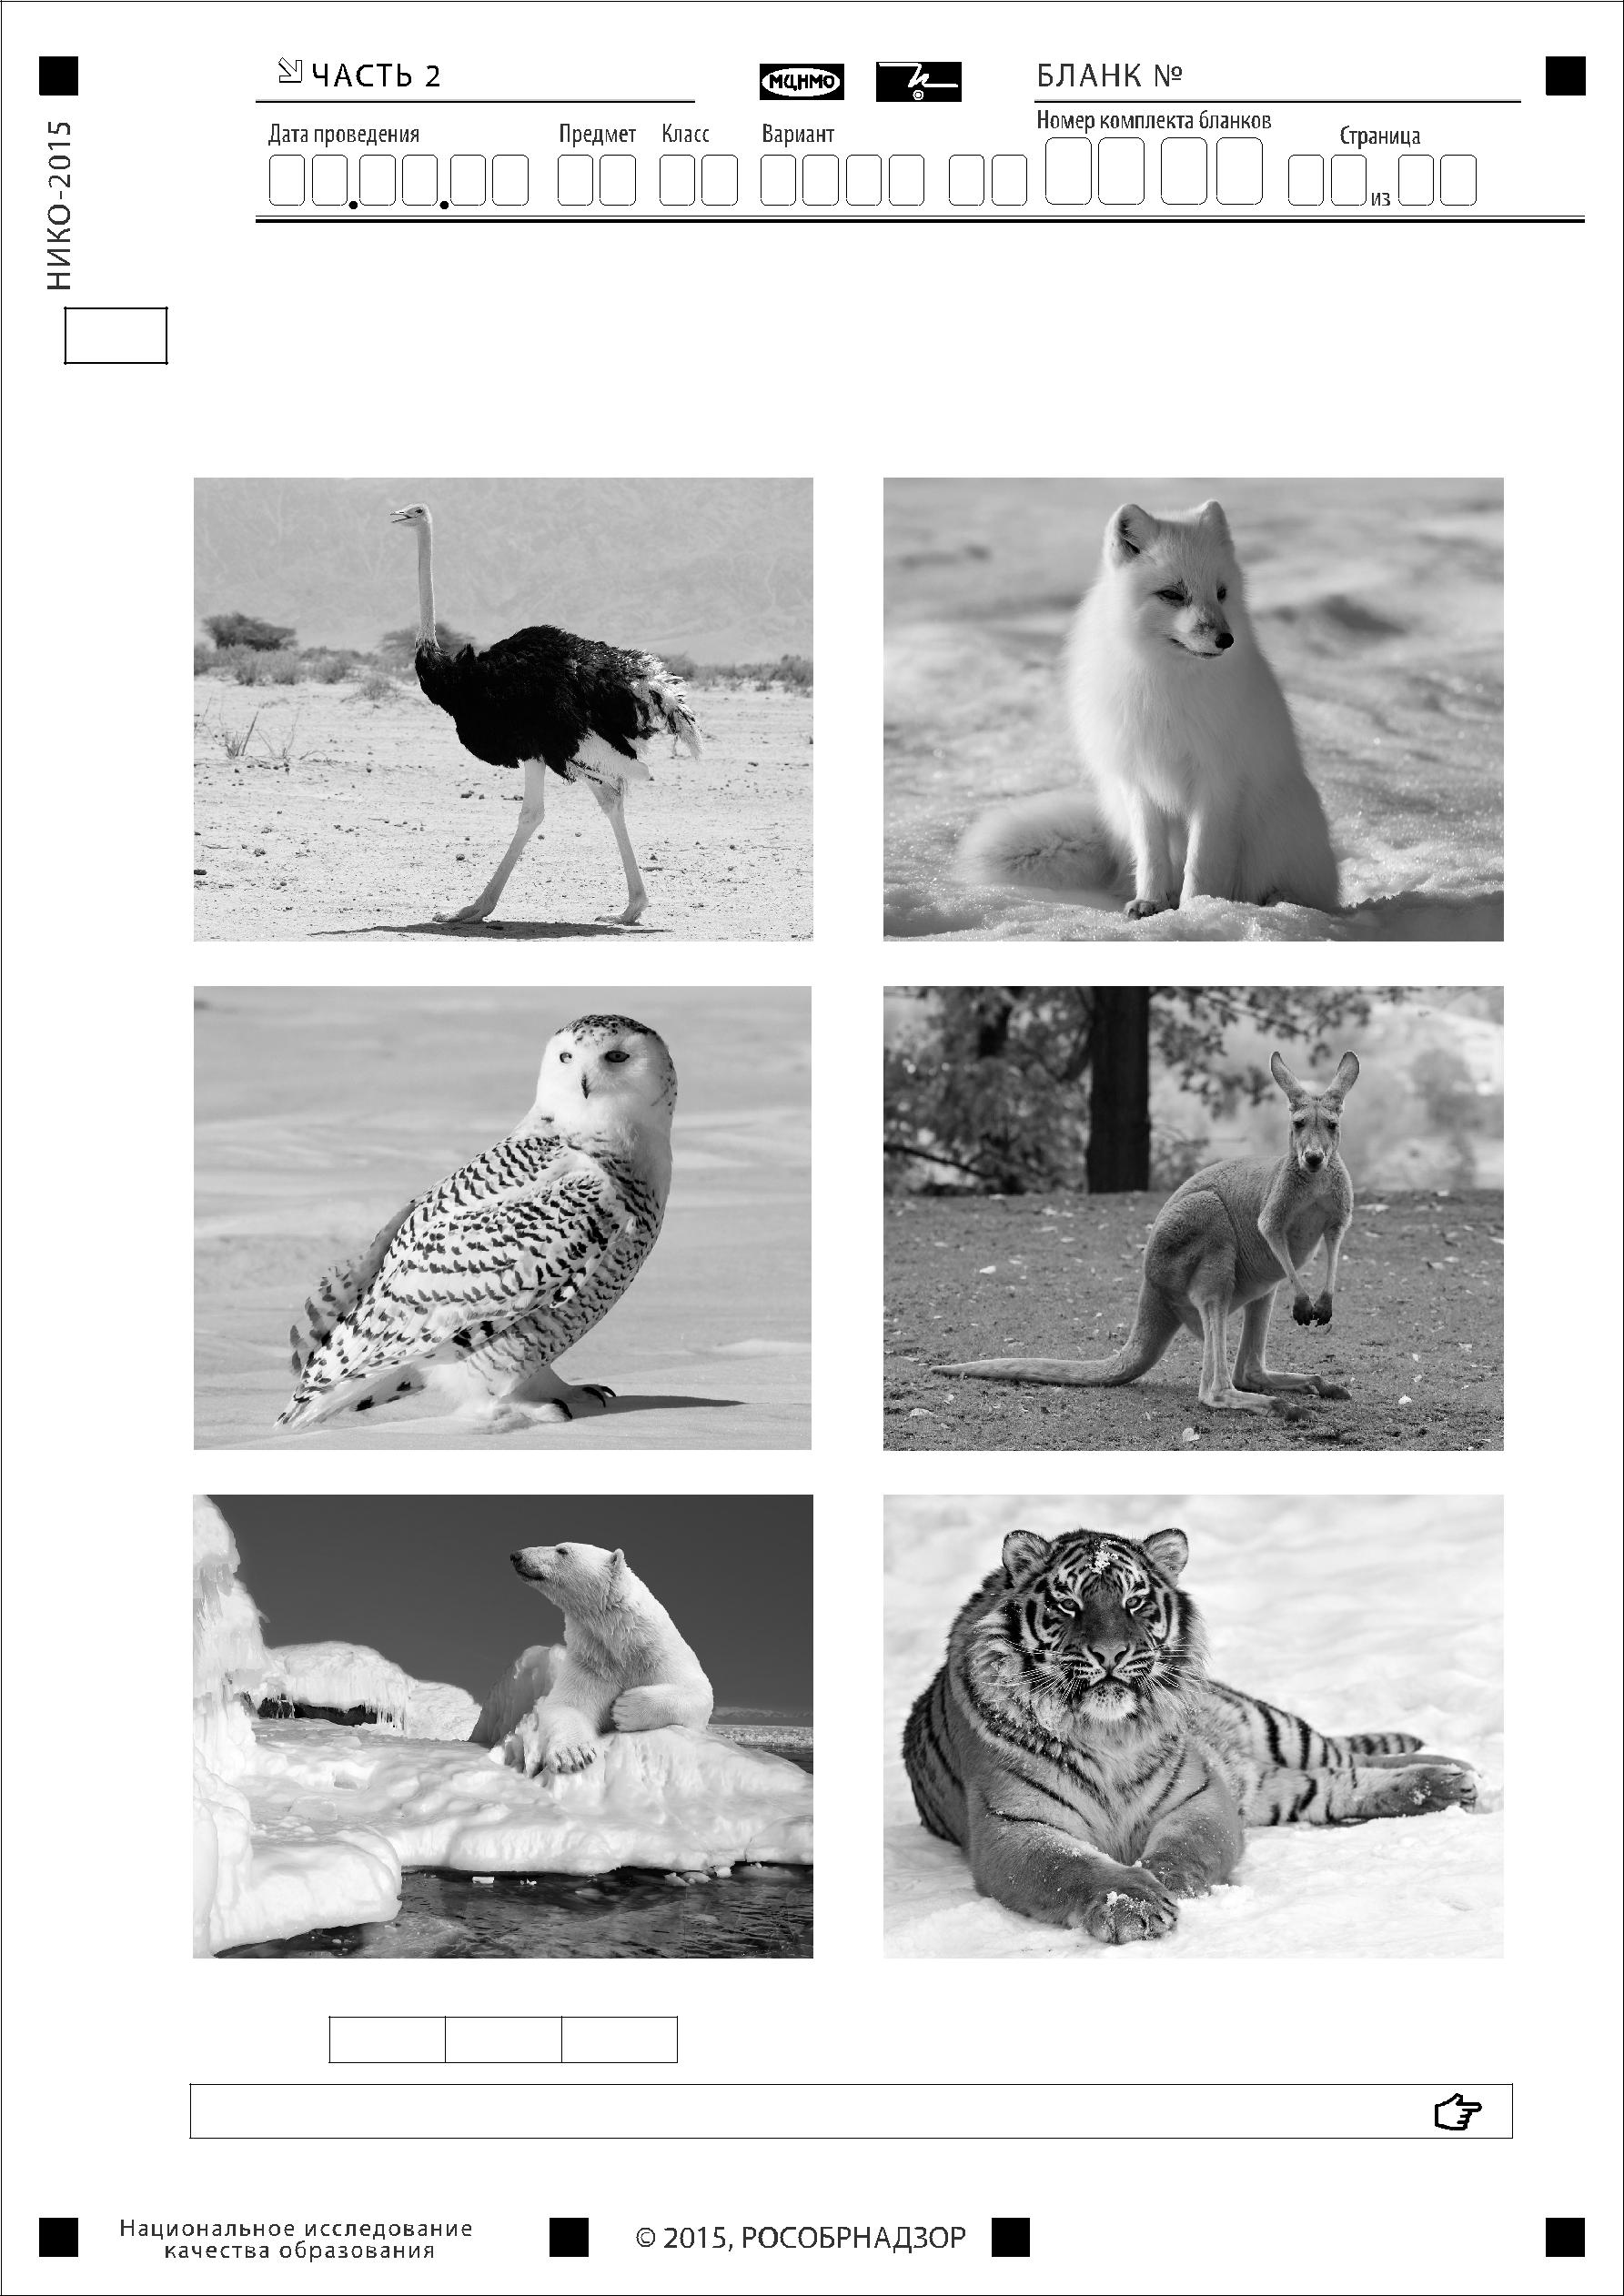 ЧАСТЬ 2
МЦНМО
БЛАНК №
Дата проведения
Предмет
Класс
Вариант
Номер комплекта бланков
Страница
из
НИКО-2015
Национальное исследование
качества образования
© 2015, РОСОБРНАДЗОР